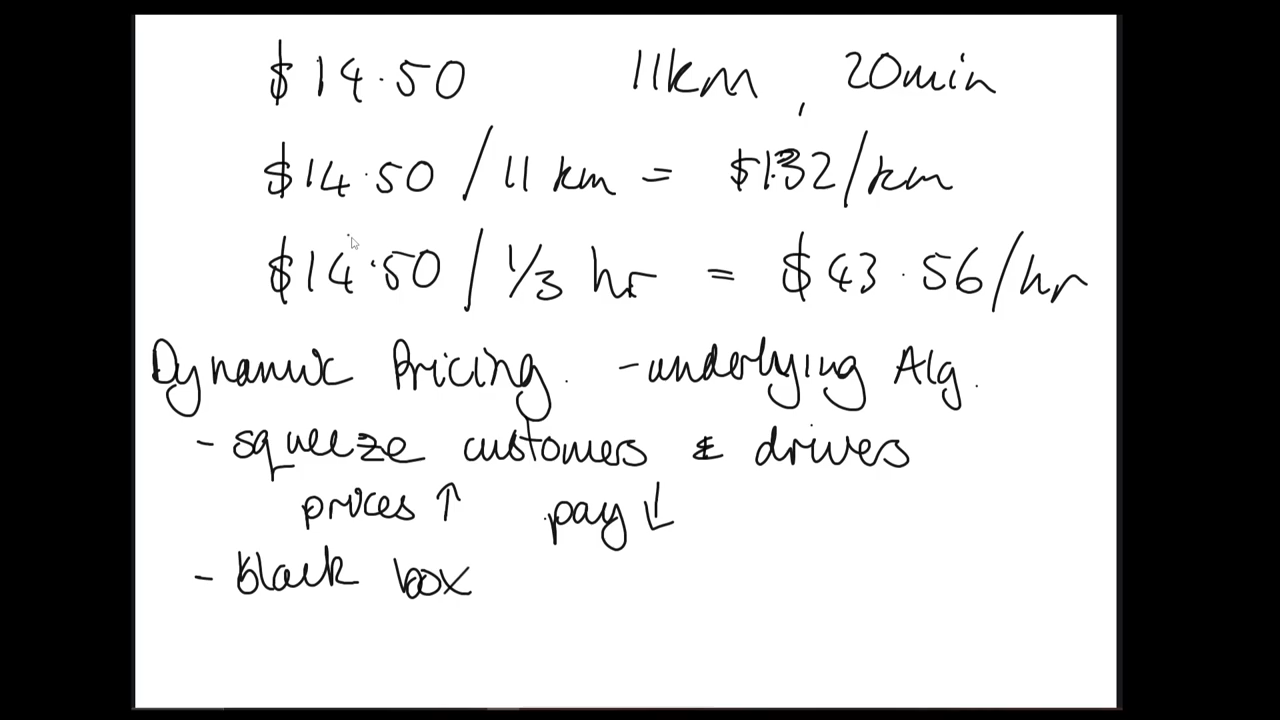 $14.50 11km, 20min
$14.50 / 11 km = $1.32/km
$14.50 / 1/3 hr = $43.56/hr
Dynamic Pricing. - underlying Alg.
- squeeze customers & drivers
prices ↑ pay ↓
- black box